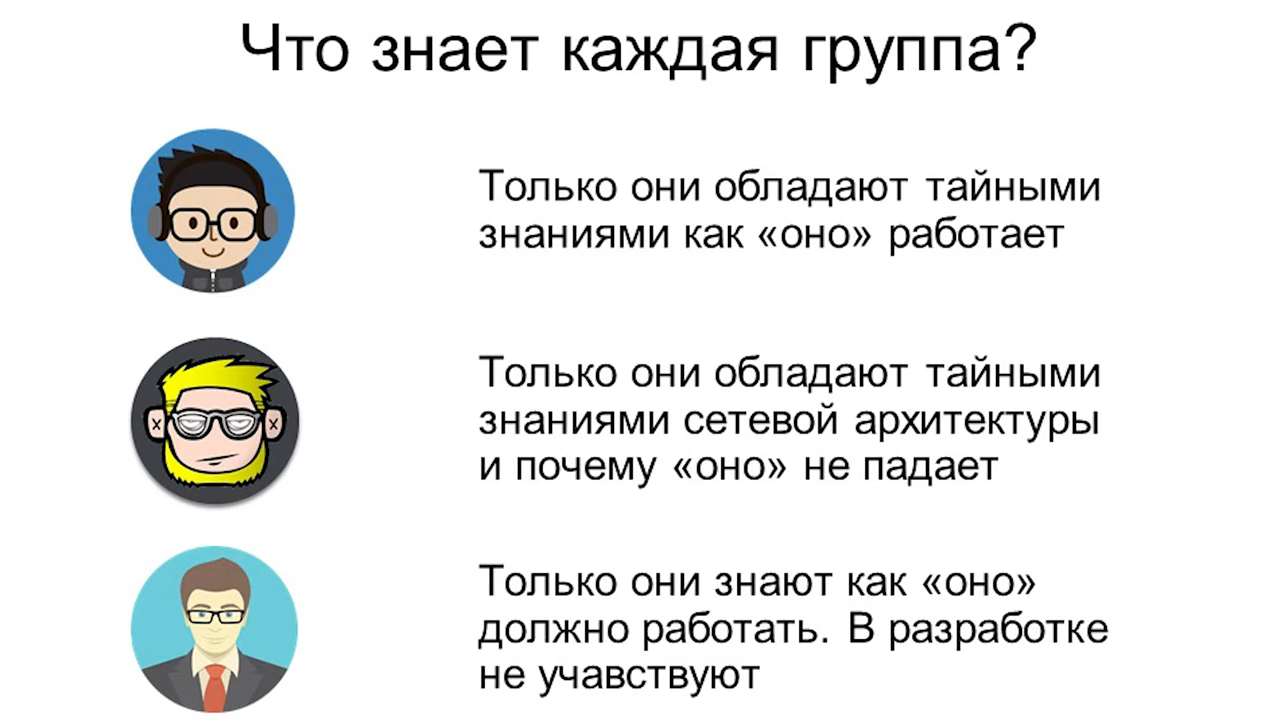 Что знает каждая группа?
Только они обладают тайными
знаниями как «оно» работает
Только они обладают тайными
знаниями сетевой архитектуры
и почему «оно» не падает
Только они знают как «оно»
должно работать. В разработке
не учавствуют